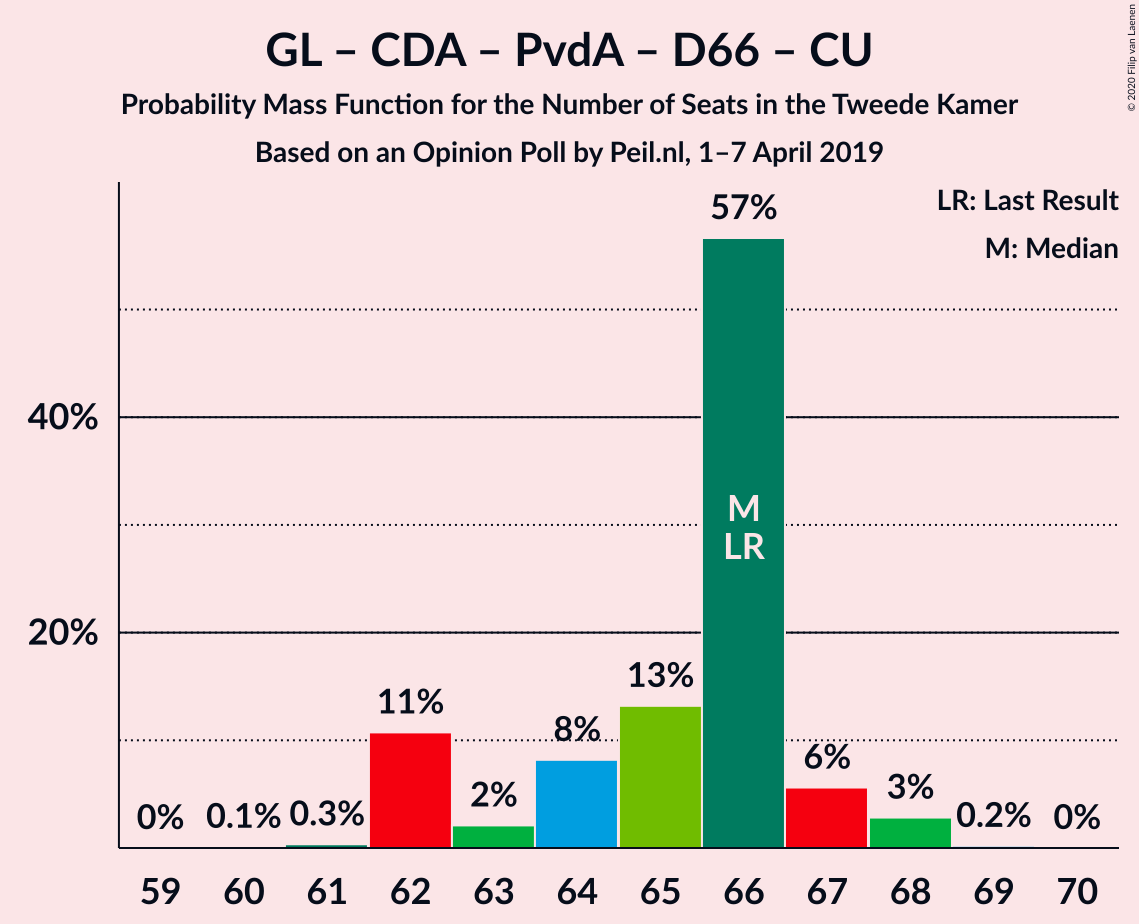 GL – CDA – PvdA – D66 – CU
Probability Mass Function for the Number of Seats in the Tweede Kamer
Based on an Opinion Poll by Peil.nl, 1–7 April 2019
© 2020 Filip van Laenen
LR: Last Result
M: Median
57%
40%
M
LR
20%
13%
11%
8%
6%
2%
3%
0% 0.1% 0.3% 0.2% 0%
59 60 61 62 63 64 65 66 67 68 69 70